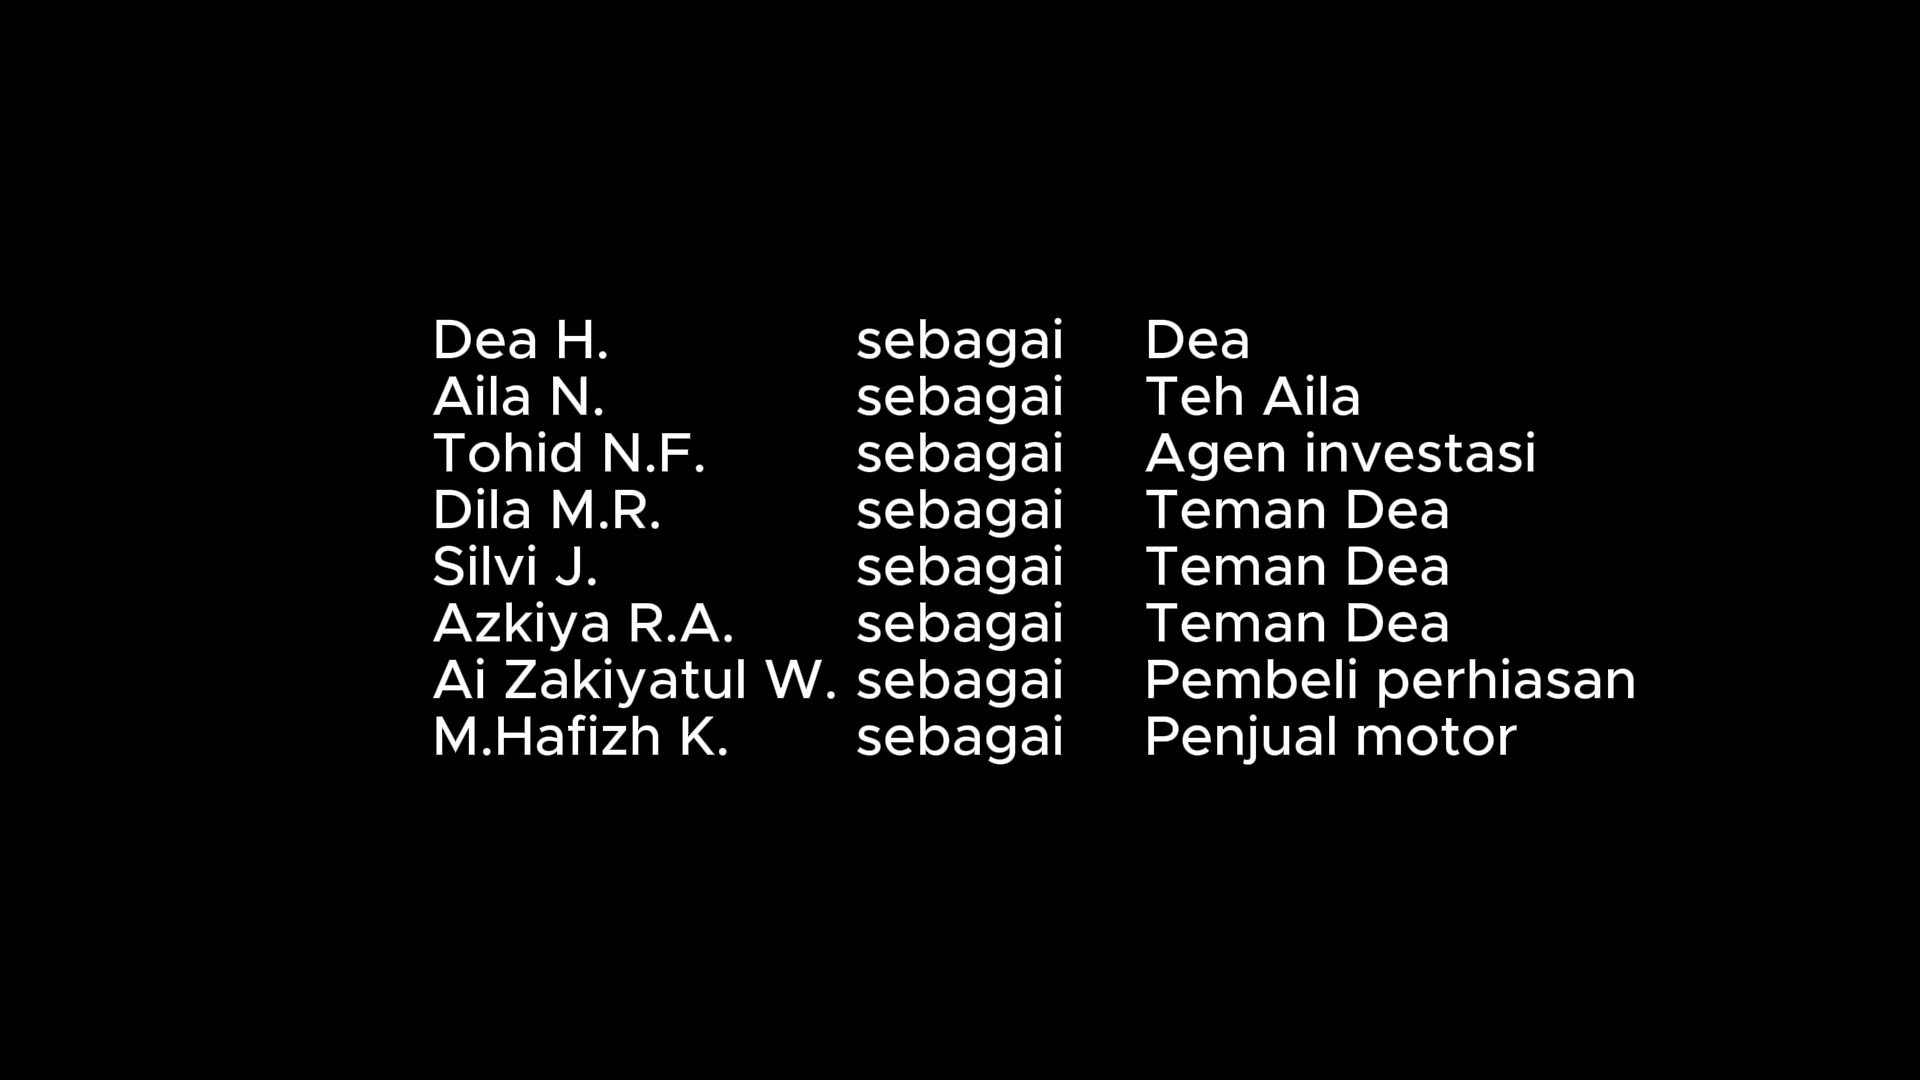 Dea H. sebagai Dea
Aila N. sebagai Teh Aila
Tohid N.F. sebagai Agen investasi
Dila M.R. sebagai Teman Dea
Silvi J. sebagai Teman Dea
Azkiya R.A. sebagai Teman Dea
Ai Zakiyatul W. sebagai Pembeli perhiasan
M.Hafizh K. sebagai Penjual motor